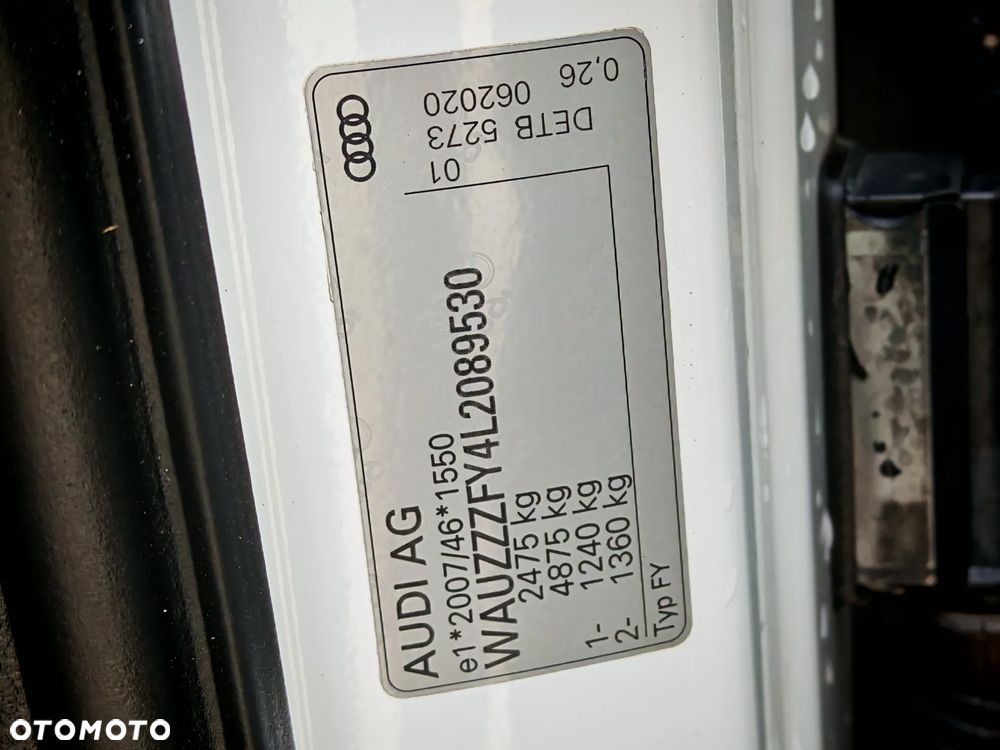 AUDI AG
e1*2007/46*1550
WAUZZZFY4L2089530
2475 kg
4875 kg
1- 1240 kg
2- 1360 kg
Typ FY
01
DETB 5273
062020
0,26
OTOMOTO